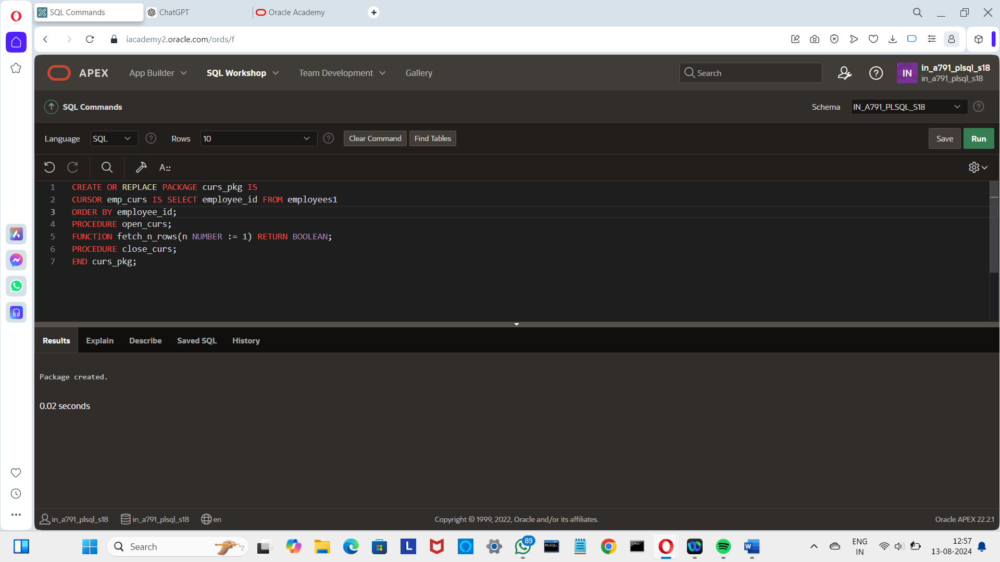 SQL Commands
ChatGPT
Oracle Academy
iacademy2.oracle.com/ords/f
APEX
App Builder
SQL Workshop
Team Development
Gallery
Search
IN
in_a791_plsql_s18
in_a791_plsql_s18
SQL Commands
Schema
IN_A791_PLSQL_S18
Language
SQL
Rows
10
Clear Command
Find Tables
Save
Run
A::
1 CREATE OR REPLACE PACKAGE curs_pkg IS
2 CURSOR emp_curs IS SELECT employee_id FROM employees1
3 ORDER BY employee_id;
4 PROCEDURE open_curs;
5 FUNCTION fetch_n_rows(n NUMBER := 1) RETURN BOOLEAN;
6 PROCEDURE close_curs;
7 END curs_pkg;
Results
Explain
Describe
Saved SQL
History
Package created.
0.02 seconds
in_a791_plsql_s18
in_a791_plsql_s18
en
Copyright © 1999, 2022, Oracle and/or its affiliates.
Oracle APEX 22.2.1
Search
L
89
MySQL
W
ENG
IN
12:57
13-08-2024